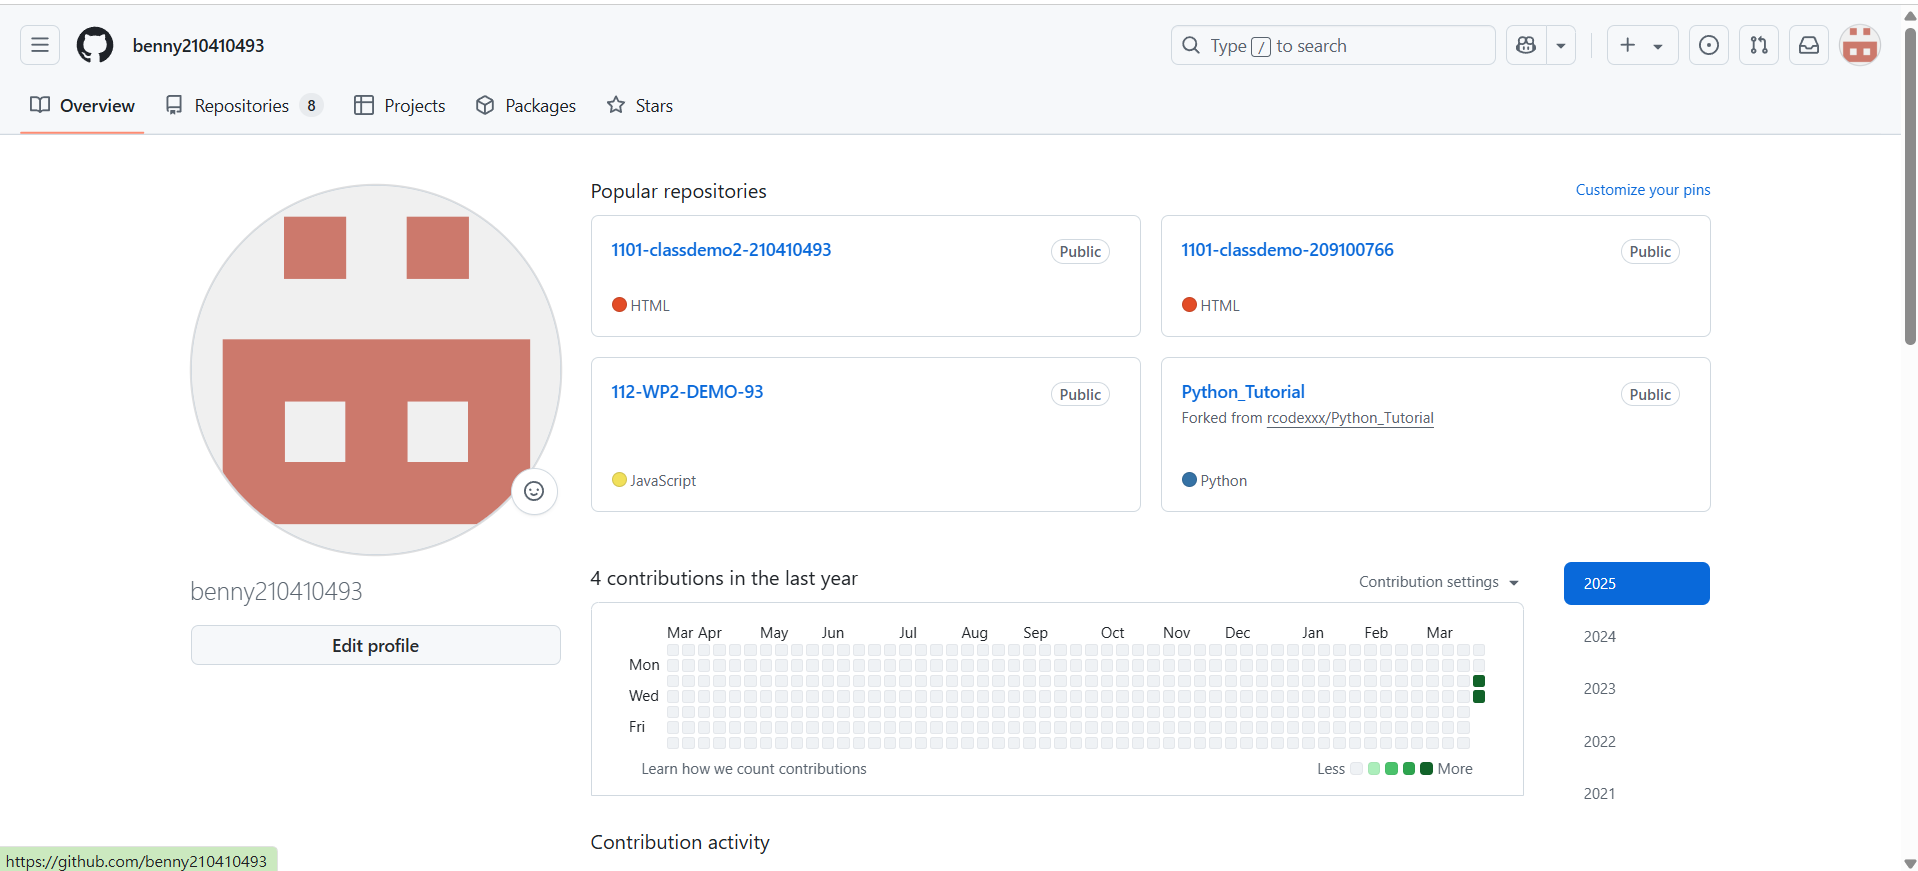 benny210410493
Type / to search
Overview
Repositories 8
Projects
Packages
Stars
Popular repositories
Customize your pins
1101-classdemo2-210410493
Public
HTML
1101-classdemo-209100766
Public
HTML
112-WP2-DEMO-93
Public
JavaScript
Python_Tutorial
Public
Forked from rcodexxx/Python_Tutorial
Python
benny210410493
Edit profile
4 contributions in the last year
Contribution settings
2025
2024
2023
2022
2021
Mar Apr May Jun Jul Aug Sep Oct Nov Dec Jan Feb Mar
Mon
Wed
Fri
Learn how we count contributions
Less More
Contribution activity
https://github.com/benny210410493